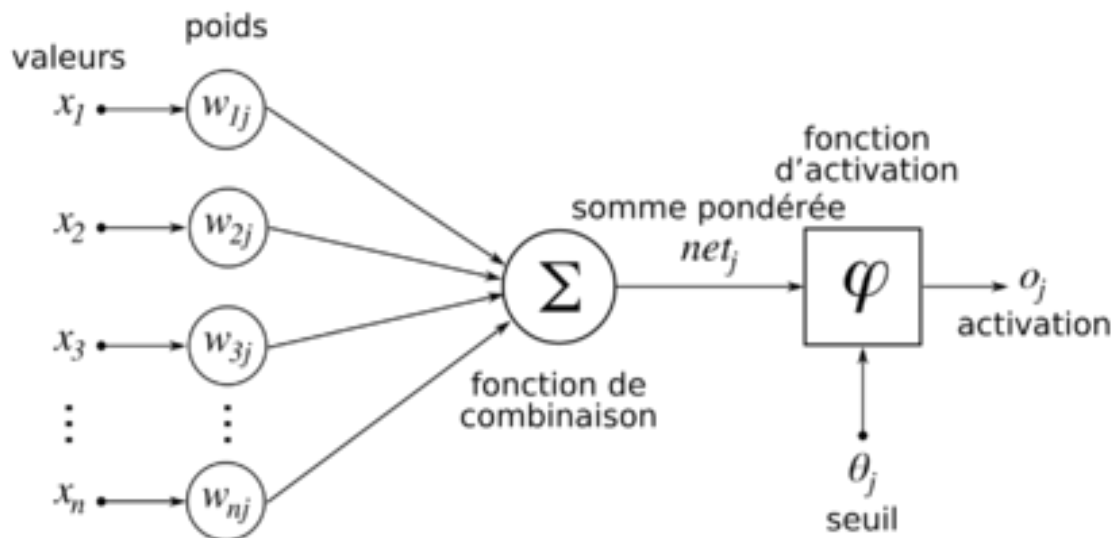 poids
valeurs
x1 w1j
fonction
d'activation
x2 w2j
somme pondérée
netj
Σ φ oj
activation
x3 w3j
fonction de
combinaison
⋮ ⋮
θj
xn wnj
seuil